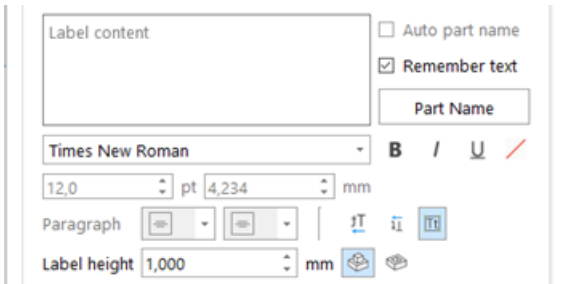 Label content
Auto part name
Remember text
Part Name
Times New Roman
B I U
12,0 pt 4,234 mm
Paragraph
Label height 1,000 mm